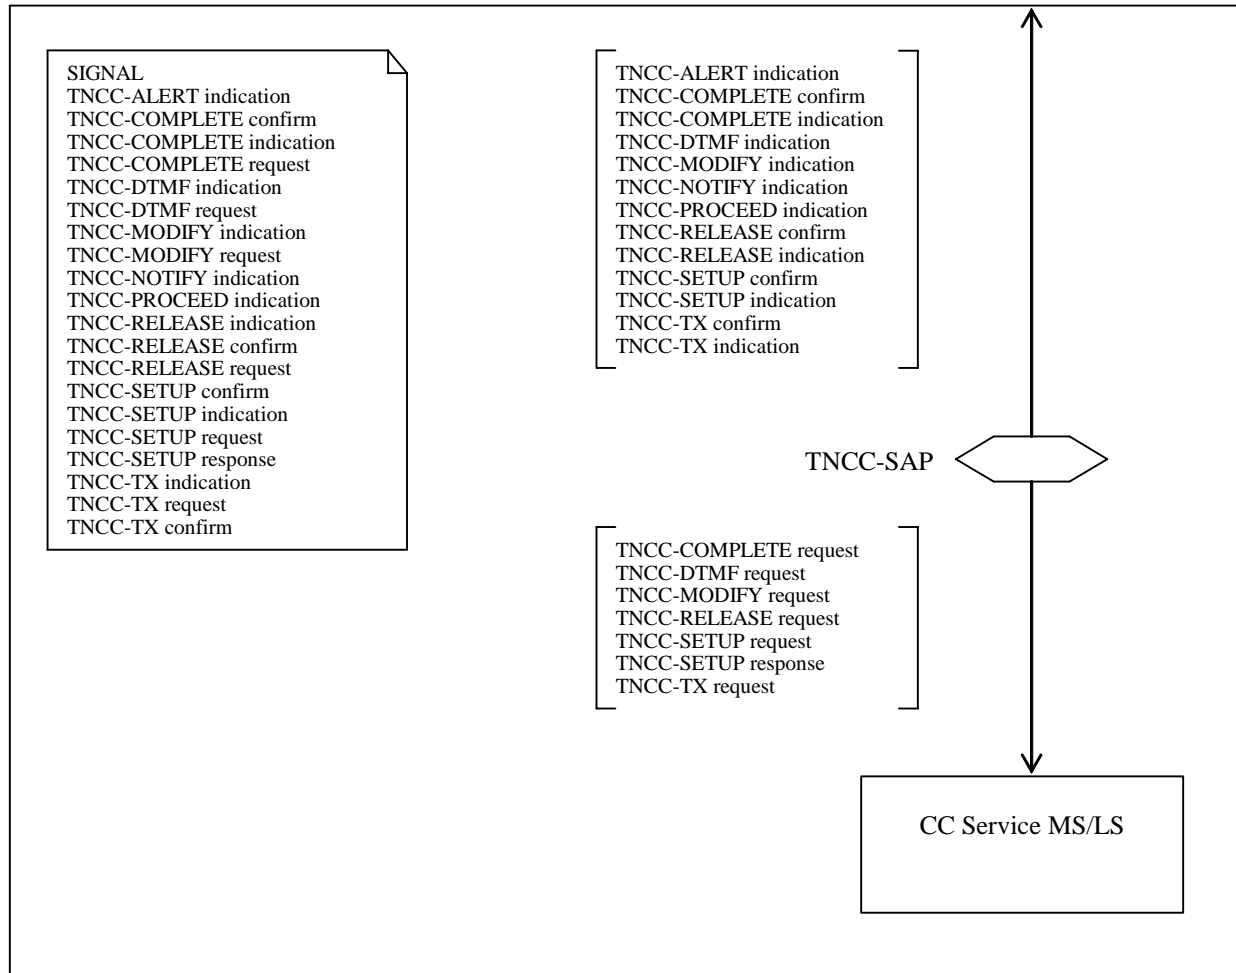 SIGNAL
TNCC-ALERT indication
TNCC-COMPLETE confirm
TNCC-COMPLETE indication
TNCC-COMPLETE request
TNCC-DTMF indication
TNCC-DTMF request
TNCC-MODIFY indication
TNCC-MODIFY request
TNCC-NOTIFY indication
TNCC-PROCEED indication
TNCC-RELEASE indication
TNCC-RELEASE confirm
TNCC-RELEASE request
TNCC-SETUP confirm
TNCC-SETUP indication
TNCC-SETUP request
TNCC-SETUP response
TNCC-TX indication
TNCC-TX request
TNCC-TX confirm
TNCC-ALERT indication
TNCC-COMPLETE confirm
TNCC-COMPLETE indication
TNCC-DTMF indication
TNCC-MODIFY indication
TNCC-NOTIFY indication
TNCC-PROCEED indication
TNCC-RELEASE confirm
TNCC-RELEASE indication
TNCC-SETUP confirm
TNCC-SETUP indication
TNCC-TX confirm
TNCC-TX indication
TNCC-SAP
TNCC-COMPLETE request
TNCC-DTMF request
TNCC-MODIFY request
TNCC-RELEASE request
TNCC-SETUP request
TNCC-SETUP response
TNCC-TX request
CC Service MS/LS